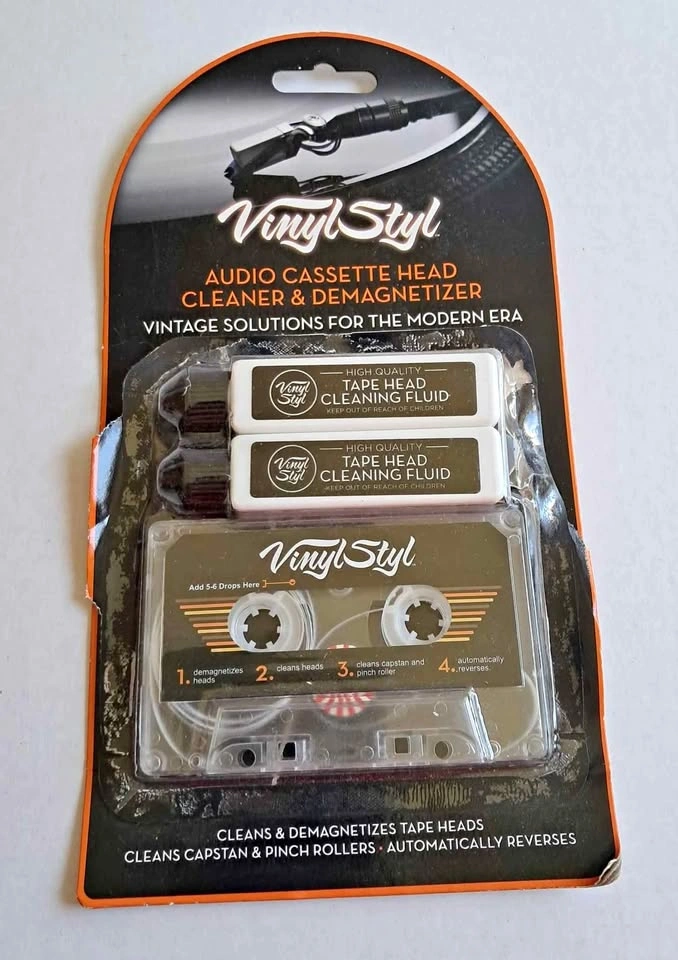 VinylStyl
AUDIO CASSETTE HEAD
CLEANER & DEMAGNETIZER
VINTAGE SOLUTIONS FOR THE MODERN ERA
Vinyl
Styl
HIGH QUALITY
TAPE HEAD
CLEANING FLUID
KEEP OUT OF REACH OF CHILDREN
Vinyl
Styl
HIGH QUALITY
TAPE HEAD
CLEANING FLUID
KEEP OUT OF REACH OF CHILDREN
VinylStyl
Add 5-6 Drops Here
1. demagnetizes heads
2. cleans heads
3. cleans capstan and pinch roller
4. automatically reverses.
CLEANS & DEMAGNETIZES TAPE HEADS
CLEANS CAPSTAN & PINCH ROLLERS • AUTOMATICALLY REVERSES